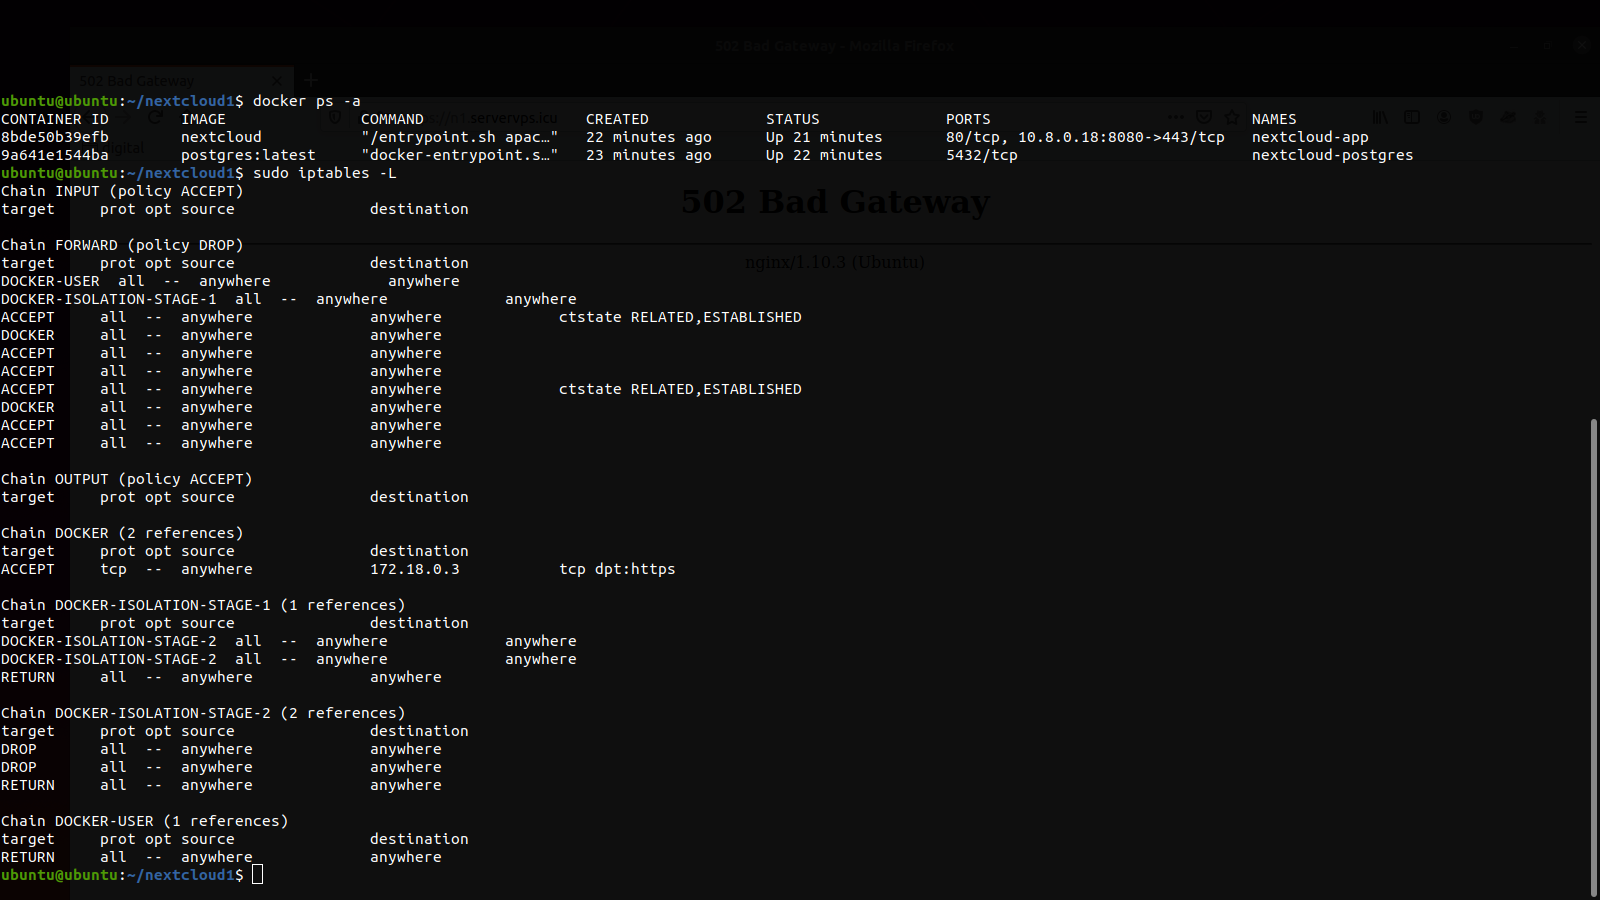 502 Bad Gateway - Mozilla Firefox
502 Bad Gateway
ubuntu@ubuntu:~/nextcloud1$ docker ps -a
CONTAINER ID        IMAGE               COMMAND                  CREATED             STATUS              PORTS                             NAMES
servervps.icu
8bde50b39efb        nextcloud           "/entrypoint.sh apac…"   22 minutes ago      Up 21 minutes       80/tcp, 10.8.0.18:8080->443/tcp   nextcloud-app
digital
9a641e1544ba        postgres:latest     "docker-entrypoint.s…"   23 minutes ago      Up 22 minutes       5432/tcp                          nextcloud-postgres
ubuntu@ubuntu:~/nextcloud1$ sudo iptables -L
Chain INPUT (policy ACCEPT)
502 Bad Gateway
target     prot opt source               destination

Chain FORWARD (policy DROP)
target     prot opt source               destination
nginx/1.10.3 (Ubuntu)
DOCKER-USER  all  --  anywhere             anywhere
DOCKER-ISOLATION-STAGE-1  all  --  anywhere             anywhere
ACCEPT     all  --  anywhere             anywhere             ctstate RELATED,ESTABLISHED
DOCKER     all  --  anywhere             anywhere
ACCEPT     all  --  anywhere             anywhere
ACCEPT     all  --  anywhere             anywhere
ACCEPT     all  --  anywhere             anywhere             ctstate RELATED,ESTABLISHED
DOCKER     all  --  anywhere             anywhere
ACCEPT     all  --  anywhere             anywhere
ACCEPT     all  --  anywhere             anywhere

Chain OUTPUT (policy ACCEPT)
target     prot opt source               destination

Chain DOCKER (2 references)
target     prot opt source               destination
ACCEPT     tcp  --  anywhere             172.18.0.3           tcp dpt:https

Chain DOCKER-ISOLATION-STAGE-1 (1 references)
target     prot opt source               destination
DOCKER-ISOLATION-STAGE-2  all  --  anywhere             anywhere
DOCKER-ISOLATION-STAGE-2  all  --  anywhere             anywhere
RETURN     all  --  anywhere             anywhere

Chain DOCKER-ISOLATION-STAGE-2 (2 references)
target     prot opt source               destination
DROP       all  --  anywhere             anywhere
DROP       all  --  anywhere             anywhere
RETURN     all  --  anywhere             anywhere

Chain DOCKER-USER (1 references)
target     prot opt source               destination
RETURN     all  --  anywhere             anywhere
ubuntu@ubuntu:~/nextcloud1$